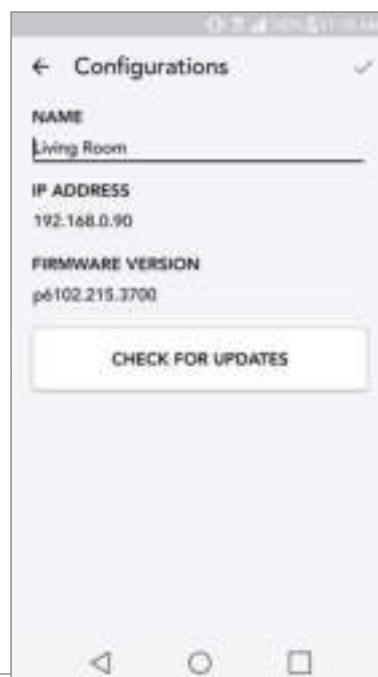 Configurations
NAME
Living Room
IP ADDRESS
192.168.0.90
FIRMWARE VERSION
p6102.215.3700
CHECK FOR UPDATES